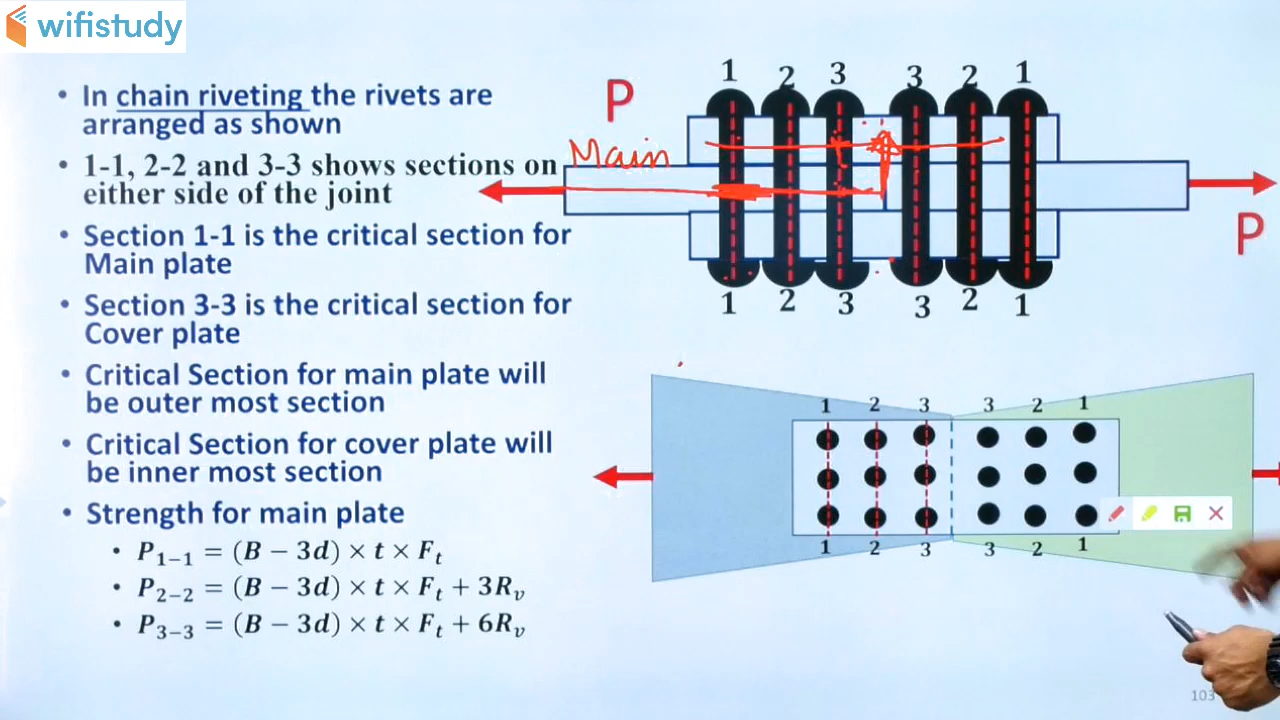 wifistudy
• In chain riveting the rivets are
arranged as shown
• 1-1, 2-2 and 3-3 shows sections on
either side of the joint
• Section 1-1 is the critical section for
Main plate
• Section 3-3 is the critical section for
Cover plate
• Critical Section for main plate will
be outer most section
• Critical Section for cover plate will
be inner most section
• Strength for main plate
• P₁₋₁ = (B − 3d) × t × Fₜ
• P₂₋₂ = (B − 3d) × t × Fₜ + 3Rᵥ
• P₃₋₃ = (B − 3d) × t × Fₜ + 6Rᵥ
1 2 3 3 2 1
P
Main
P
1 2 3 3 2 1
1 2 3 3 2 1
1 2 3 3 2 1
103